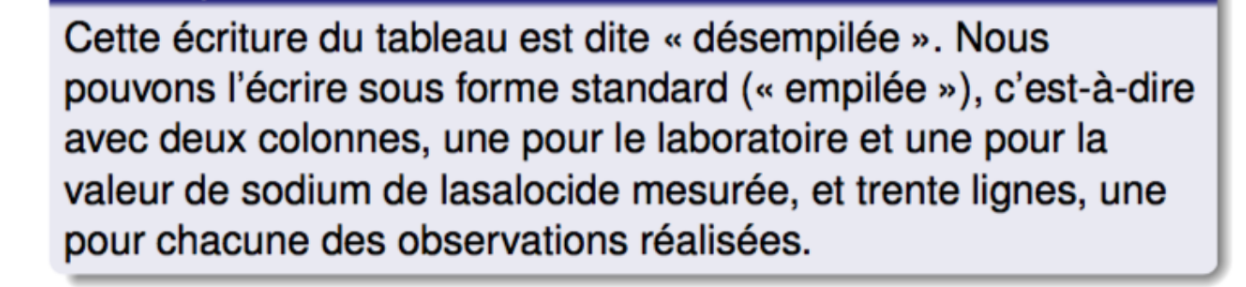 Cette écriture du tableau est dite « désempilée ». Nous
pouvons l'écrire sous forme standard (« empilée »), c'est-à-dire
avec deux colonnes, une pour le laboratoire et une pour la
valeur de sodium de lasalocide mesurée, et trente lignes, une
pour chacune des observations réalisées.